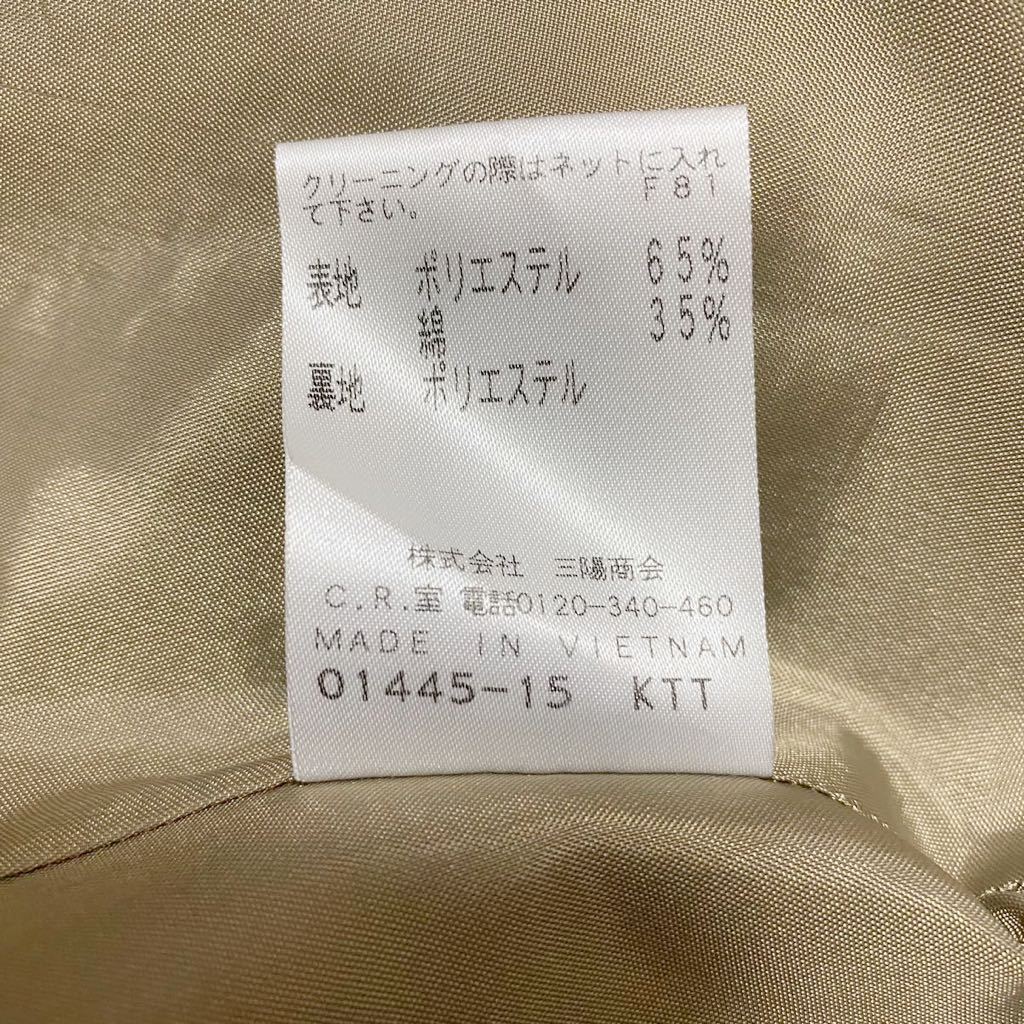 クリーニングの際はネットに入れ
て下さい。 F81
表地 ポリエステル 65%
綿 35%
裏地 ポリエステル
株式会社 三陽商会
C.R.室 電話0120-340-460
MADE IN VIETNAM
01445-15 KTT